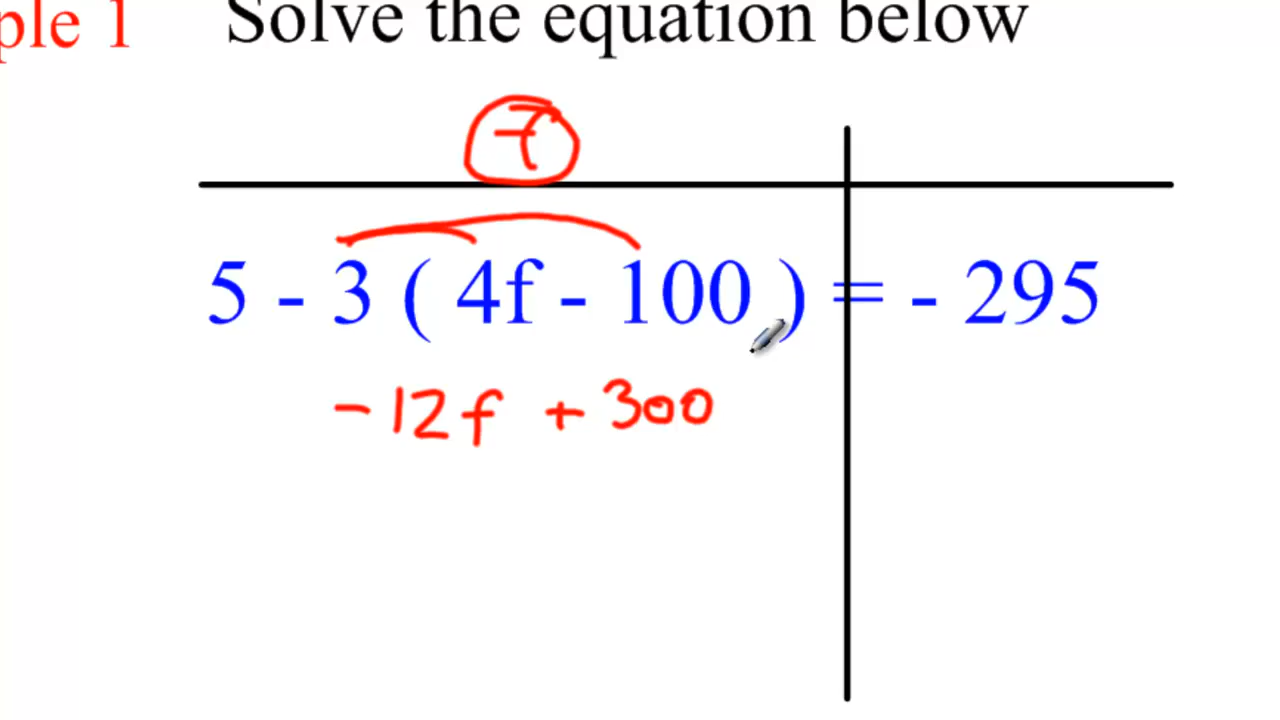 ple 1 Solve the equation below
f
5 - 3 ( 4f - 100 ) = - 295
-12f +300